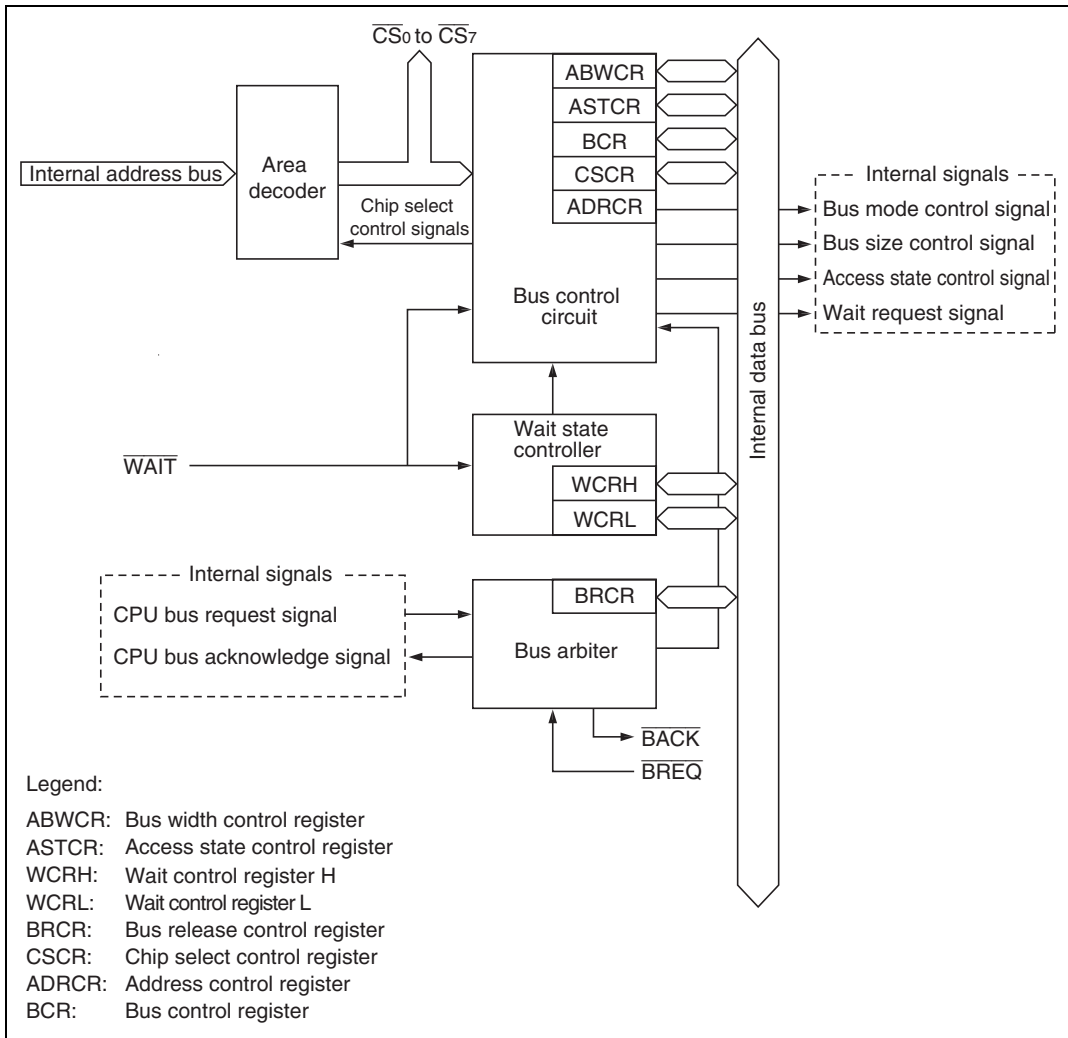 CS0 to CS7
ABWCR
ASTCR
BCR
CSCR
ADRCR
Internal address bus
Area
decoder
Chip select
control signals
Bus control
circuit
Internal signals
Bus mode control signal
Bus size control signal
Access state control signal
Wait request signal
Internal data bus
WAIT
Wait state
controller
WCRH
WCRL
Internal signals
CPU bus request signal
CPU bus acknowledge signal
BRCR
Bus arbiter
BACK
BREQ
Legend:
ABWCR: Bus width control register
ASTCR: Access state control register
WCRH: Wait control register H
WCRL: Wait control register L
BRCR: Bus release control register
CSCR: Chip select control register
ADRCR: Address control register
BCR: Bus control register